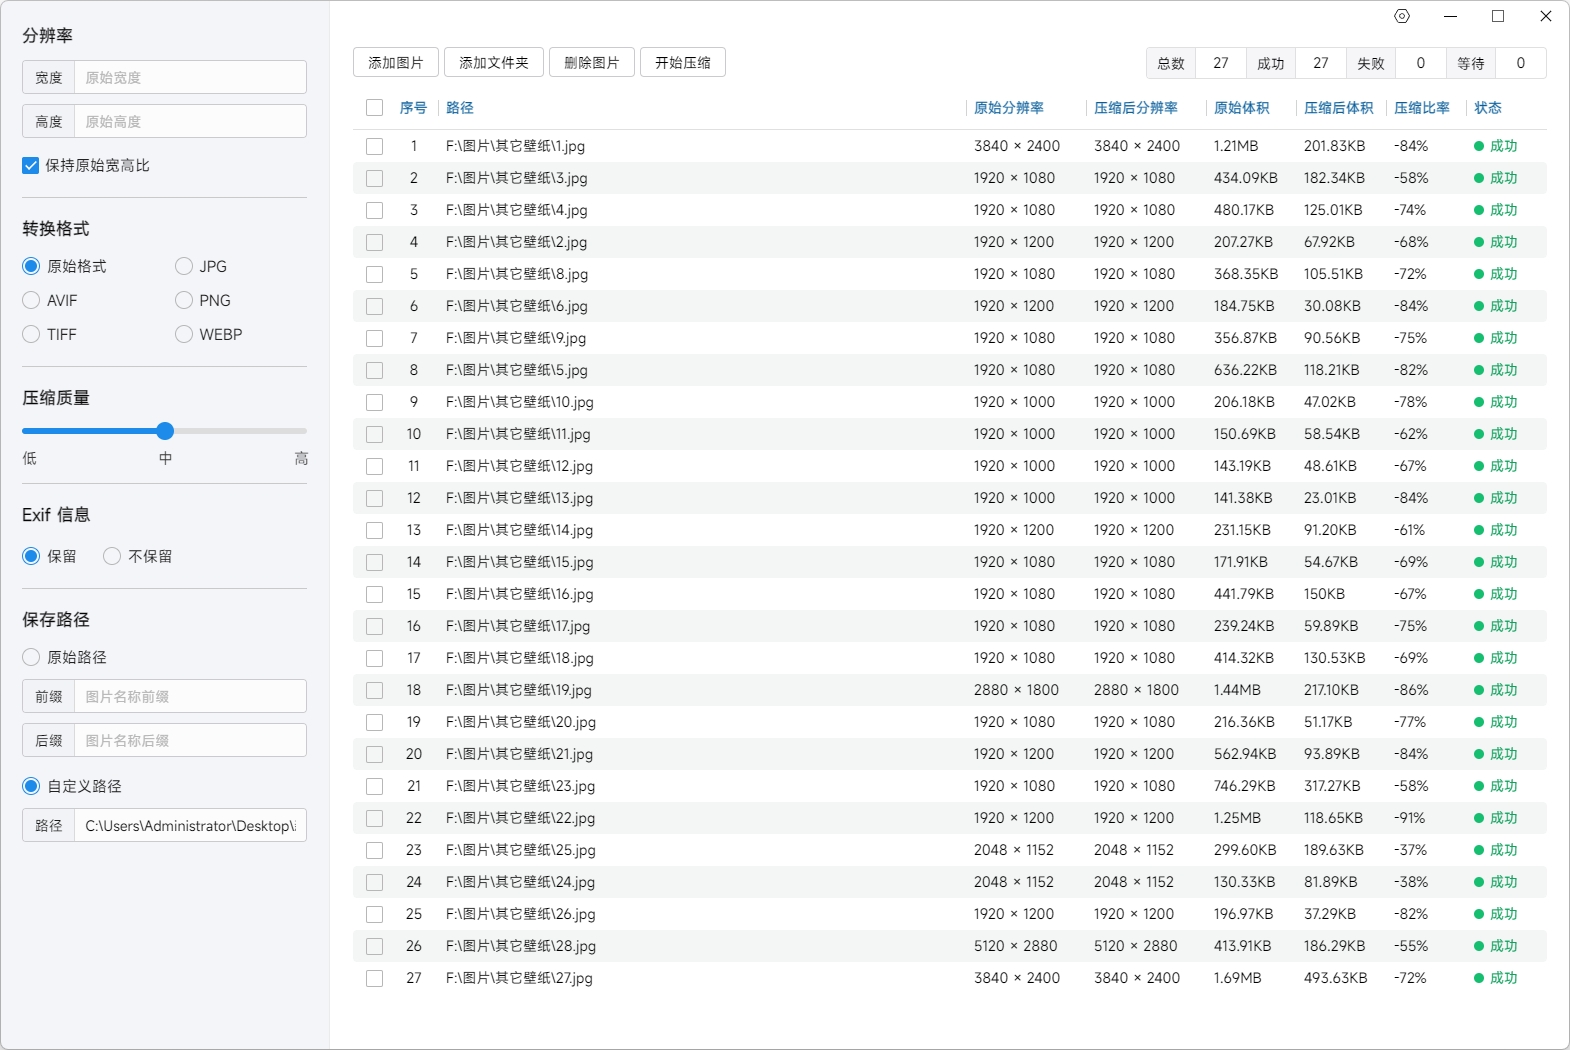 分辨率
宽度 原始宽度
高度 原始高度
保持原始宽高比
转换格式
原始格式 JPG
AVIF PNG
TIFF WEBP
压缩质量
低 中 高
Exif 信息
保留 不保留
保存路径
原始路径
前缀 图片名称前缀
后缀 图片名称后缀
自定义路径
路径 C:\Users\Administrator\Desktop\
添加图片 添加文件夹 删除图片 开始压缩 总数 27 成功 27 失败 0 等待 0
序号 路径 原始分辨率 压缩后分辨率 原始体积 压缩后体积 压缩比率 状态
1 F:\图片\其它壁纸\1.jpg 3840 × 2400 3840 × 2400 1.21MB 201.83KB -84% 成功
2 F:\图片\其它壁纸\3.jpg 1920 × 1080 1920 × 1080 434.09KB 182.34KB -58% 成功
3 F:\图片\其它壁纸\4.jpg 1920 × 1080 1920 × 1080 480.17KB 125.01KB -74% 成功
4 F:\图片\其它壁纸\2.jpg 1920 × 1200 1920 × 1200 207.27KB 67.92KB -68% 成功
5 F:\图片\其它壁纸\8.jpg 1920 × 1080 1920 × 1080 368.35KB 105.51KB -72% 成功
6 F:\图片\其它壁纸\6.jpg 1920 × 1200 1920 × 1200 184.75KB 30.08KB -84% 成功
7 F:\图片\其它壁纸\9.jpg 1920 × 1080 1920 × 1080 356.87KB 90.56KB -75% 成功
8 F:\图片\其它壁纸\5.jpg 1920 × 1080 1920 × 1080 636.22KB 118.21KB -82% 成功
9 F:\图片\其它壁纸\10.jpg 1920 × 1000 1920 × 1000 206.18KB 47.02KB -78% 成功
10 F:\图片\其它壁纸\11.jpg 1920 × 1000 1920 × 1000 150.69KB 58.54KB -62% 成功
11 F:\图片\其它壁纸\12.jpg 1920 × 1000 1920 × 1000 143.19KB 48.61KB -67% 成功
12 F:\图片\其它壁纸\13.jpg 1920 × 1000 1920 × 1000 141.38KB 23.01KB -84% 成功
13 F:\图片\其它壁纸\14.jpg 1920 × 1200 1920 × 1200 231.15KB 91.20KB -61% 成功
14 F:\图片\其它壁纸\15.jpg 1920 × 1080 1920 × 1080 171.91KB 54.67KB -69% 成功
15 F:\图片\其它壁纸\16.jpg 1920 × 1080 1920 × 1080 441.79KB 150KB -67% 成功
16 F:\图片\其它壁纸\17.jpg 1920 × 1080 1920 × 1080 239.24KB 59.89KB -75% 成功
17 F:\图片\其它壁纸\18.jpg 1920 × 1080 1920 × 1080 414.32KB 130.53KB -69% 成功
18 F:\图片\其它壁纸\19.jpg 2880 × 1800 2880 × 1800 1.44MB 217.10KB -86% 成功
19 F:\图片\其它壁纸\20.jpg 1920 × 1080 1920 × 1080 216.36KB 51.17KB -77% 成功
20 F:\图片\其它壁纸\21.jpg 1920 × 1200 1920 × 1200 562.94KB 93.89KB -84% 成功
21 F:\图片\其它壁纸\23.jpg 1920 × 1080 1920 × 1080 746.29KB 317.27KB -58% 成功
22 F:\图片\其它壁纸\22.jpg 1920 × 1200 1920 × 1200 1.25MB 118.65KB -91% 成功
23 F:\图片\其它壁纸\25.jpg 2048 × 1152 2048 × 1152 299.60KB 189.63KB -37% 成功
24 F:\图片\其它壁纸\24.jpg 2048 × 1152 2048 × 1152 130.33KB 81.89KB -38% 成功
25 F:\图片\其它壁纸\26.jpg 1920 × 1200 1920 × 1200 196.97KB 37.29KB -82% 成功
26 F:\图片\其它壁纸\28.jpg 5120 × 2880 5120 × 2880 413.91KB 186.29KB -55% 成功
27 F:\图片\其它壁纸\27.jpg 3840 × 2400 3840 × 2400 1.69MB 493.63KB -72% 成功